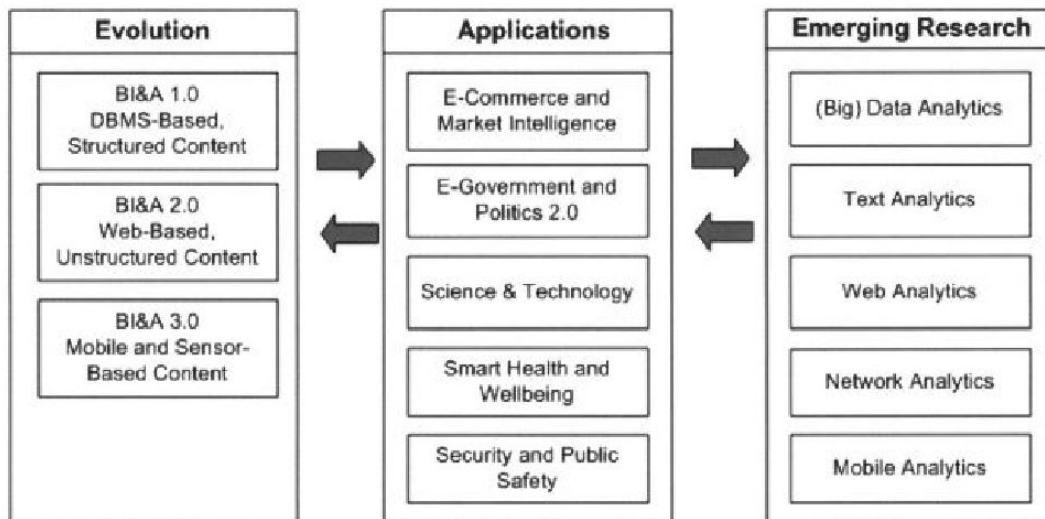 Evolution
BI&A 1.0
DBMS-Based,
Structured Content
BI&A 2.0
Web-Based,
Unstructured Content
BI&A 3.0
Mobile and Sensor-
Based Content
Applications
E-Commerce and
Market Intelligence
E-Government and
Politics 2.0
Science & Technology
Smart Health and
Wellbeing
Security and Public
Safety
Emerging Research
(Big) Data Analytics
Text Analytics
Web Analytics
Network Analytics
Mobile Analytics